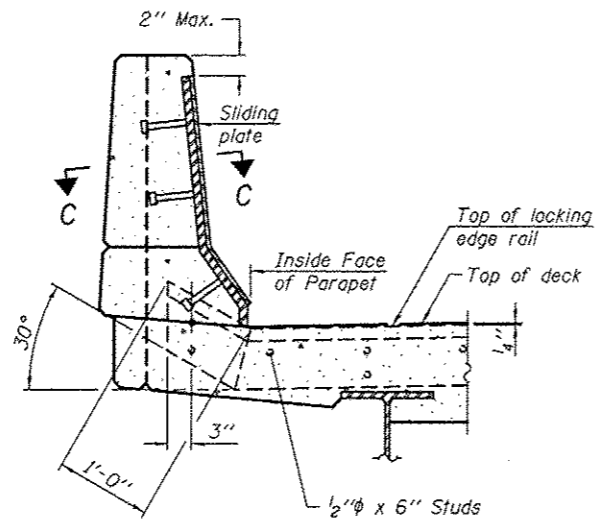 2" Max.
Sliding
plate
C
C
Top of locking
edge rail
Inside Face
of Parapet
Top of deck
30°
1/4"
3"
1'-0"
1/2"ϕ x 6" Studs